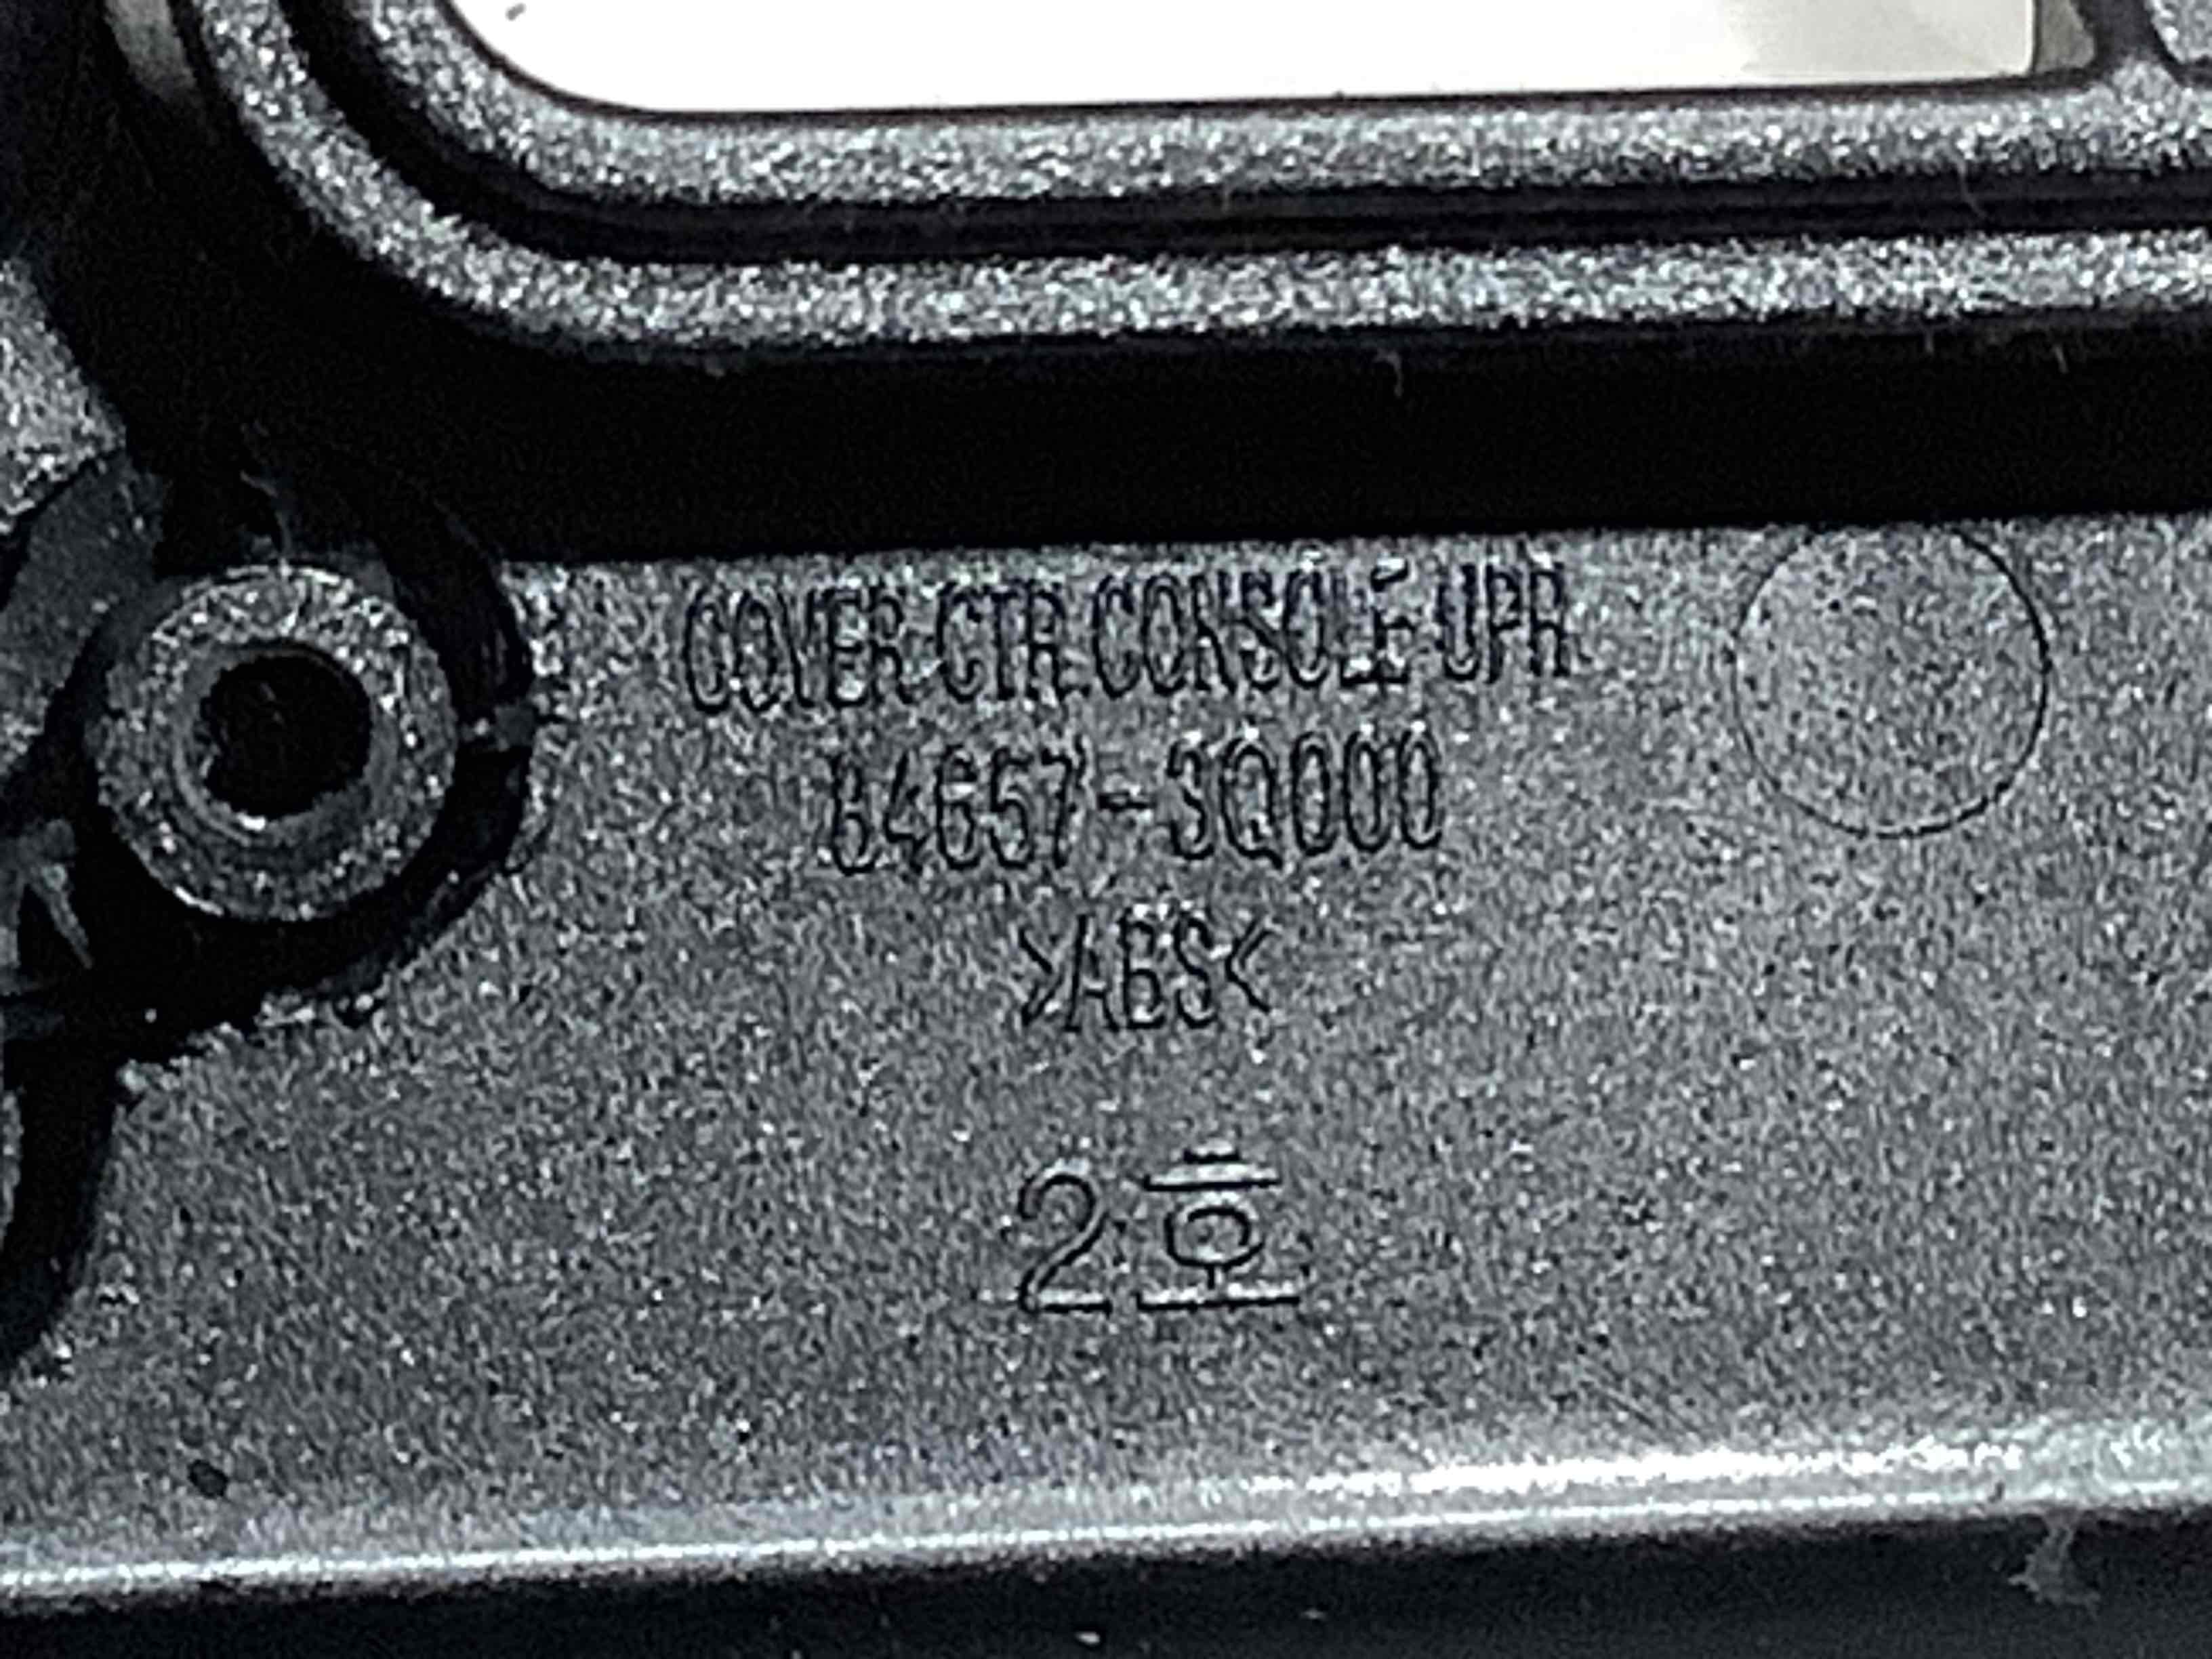 COVER-CTR.CONSOLE UPR
84657-3Q000
>ABS<
2호